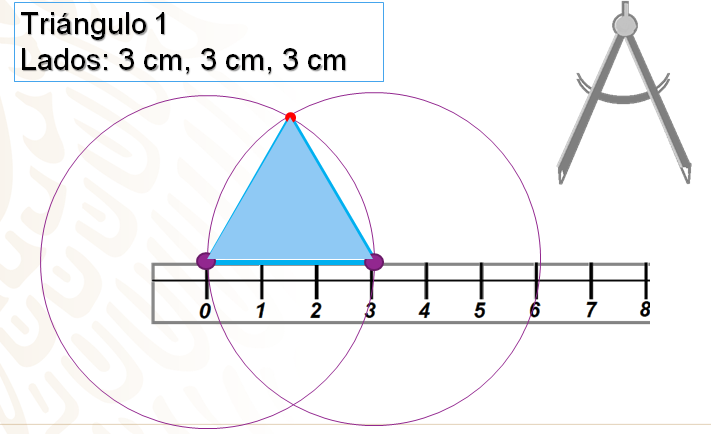 Triángulo 1
Lados: 3 cm, 3 cm, 3 cm
0 1 2 3 4 5 6 7 8